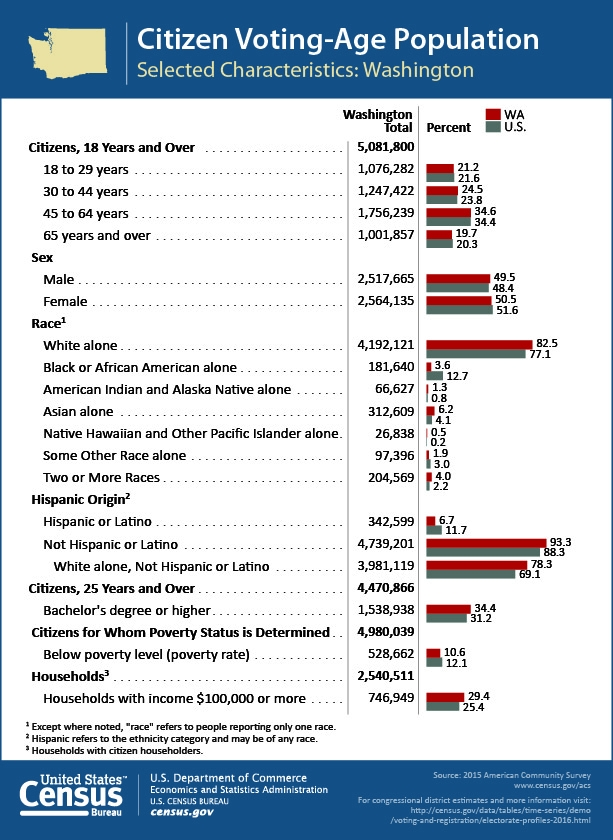 Citizen Voting-Age Population
Selected Characteristics: Washington
Washington Total Percent
WA
U.S.
Citizens, 18 Years and Over 5,081,800
18 to 29 years 1,076,282 21.2 21.6
30 to 44 years 1,247,422 24.5 23.8
45 to 64 years 1,756,239 34.6 34.4
65 years and over 1,001,857 19.7 20.3
Sex
Male 2,517,665 49.5 48.4
Female 2,564,135 50.5 51.6
Race¹
White alone 4,192,121 82.5 77.1
Black or African American alone 181,640 3.6 12.7
American Indian and Alaska Native alone 66,627 1.3 0.8
Asian alone 312,609 6.2 4.1
Native Hawaiian and Other Pacific Islander alone. 26,838 0.5 0.2
Some Other Race alone 97,396 1.9 3.0
Two or More Races 204,569 4.0 2.2
Hispanic Origin²
Hispanic or Latino 342,599 6.7 11.7
Not Hispanic or Latino 4,739,201 93.3 88.3
White alone, Not Hispanic or Latino 3,981,119 78.3 69.1
Citizens, 25 Years and Over 4,470,866
Bachelor's degree or higher 1,538,938 34.4 31.2
Citizens for Whom Poverty Status is Determined 4,980,039
Below poverty level (poverty rate) 528,662 10.6 12.1
Households³ 2,540,511
Households with income $100,000 or more 746,949 29.4 25.4
¹ Except where noted, "race" refers to people reporting only one race.
² Hispanic refers to the ethnicity category and may be of any race.
³ Households with citizen householders.
United States™
Census
Bureau
U.S. Department of Commerce
Economics and Statistics Administration
U.S. CENSUS BUREAU
census.gov
Source: 2015 American Community Survey
www.census.gov/acs
For congressional district estimates and more information visit:
http://census.gov/data/tables/time-series/demo
/voting-and-registration/electorate-profiles-2016.html